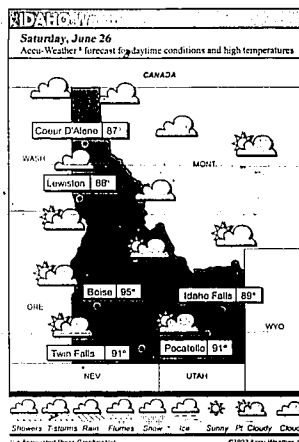 IDAHO
Saturday, June 26
Accu-Weather® forecast for daytime conditions and high temperatures
CANADA
Coeur D'Alene 87°
WASH
MONT.
Lewiston 88°
Boise 95°
Idaho Falls 89°
ORE
WYO
Twin Falls 91°
Pocatello 91°
NEV
UTAH
Showers T-storms Rain Flurries Snow Ice Sunny Pt. Cloudy Cloudy